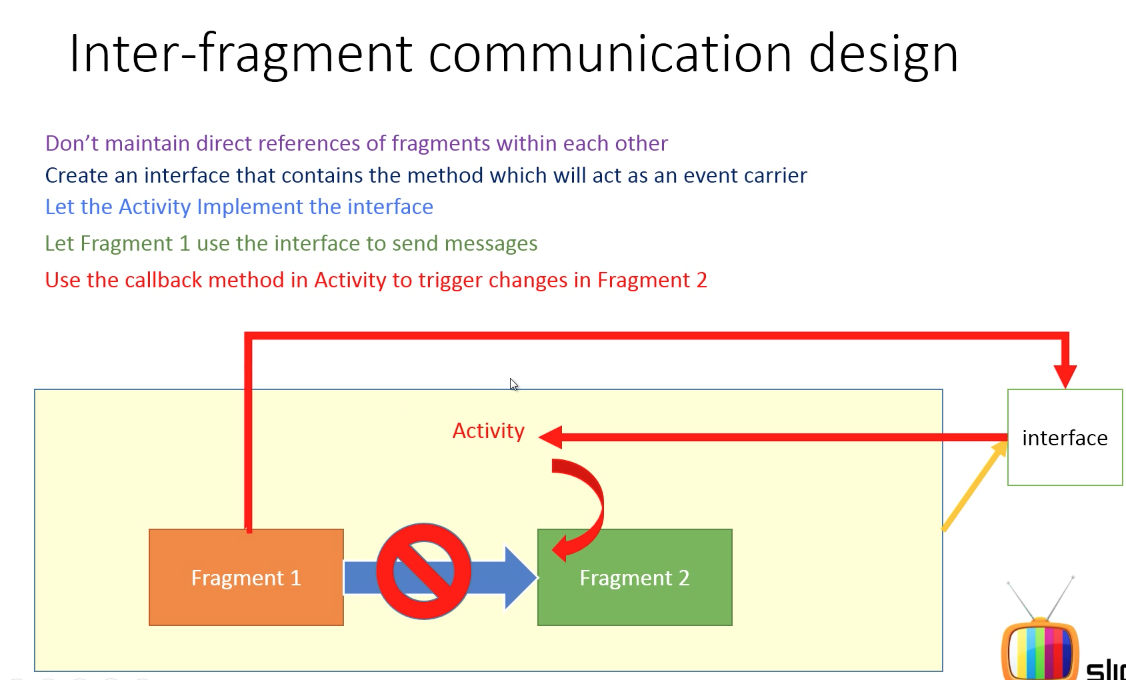 Inter-fragment communication design
Don’t maintain direct references of fragments within each other
Create an interface that contains the method which will act as an event carrier
Let the Activity Implement the interface
Let Fragment 1 use the interface to send messages
Use the callback method in Activity to trigger changes in Fragment 2
Activity
interface
Fragment 1
Fragment 2